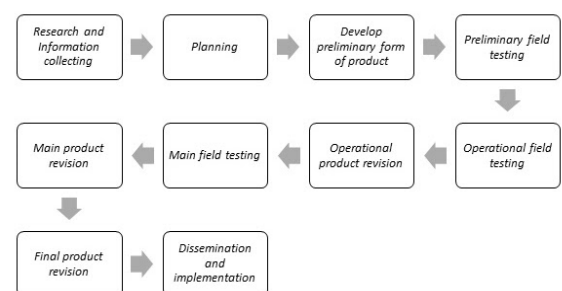 Research and
Information
collecting
Planning
Develop
preliminary form
of product
Preliminary field
testing
Operational field
testing
Operational
product revision
Main field testing
Main product
revision
Final product
revision
Dissemination
and
implementation